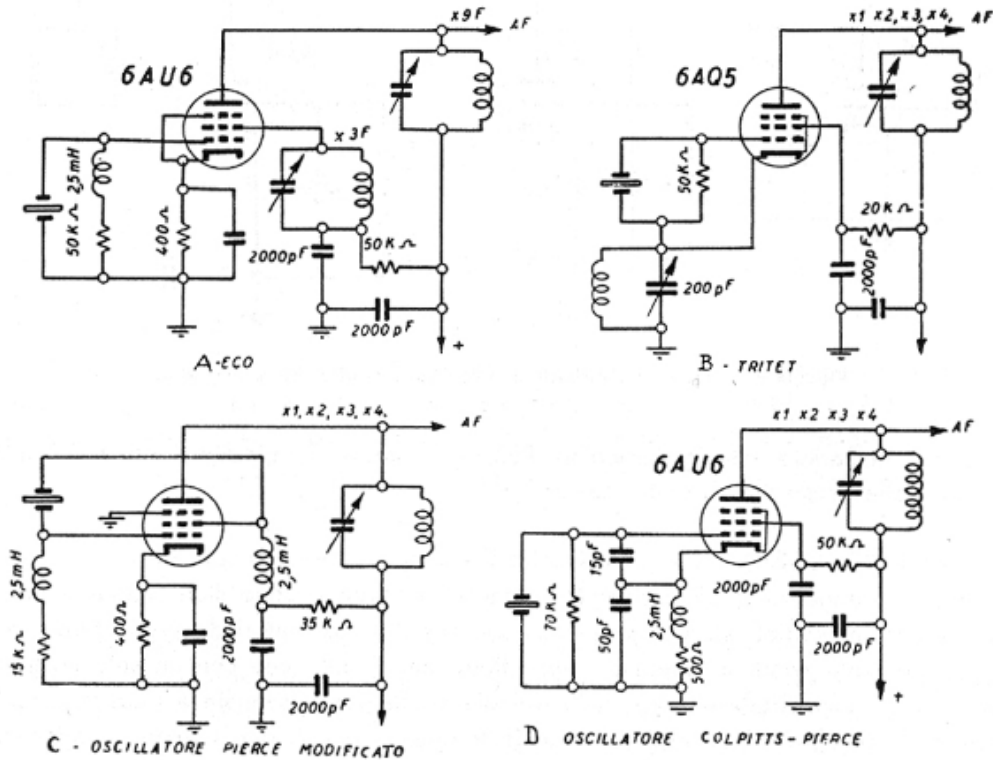 x9F
AF
6AU6
x 3F
2,5mH
50KΩ
400Ω
2000pF
50KΩ
2000pF
+
A-ECO
x1 x2, x3, x4,
AF
6AQ5
50KΩ
200pF
20KΩ
2000pF
B - TRITET
x1, x2, x3, x4.
AF
2,5mH
15KΩ
400Ω
2000pF
2,5mH
35KΩ
2000pF
C - OSCILLATORE PIERCE MODIFICATO
x1 x2 x3 x4
AF
6AU6
70KΩ
15pF
50pF
2,5mH
500Ω
2000pF
50KΩ
2000pF
+
D OSCILLATORE COLPITTS-PIERCE